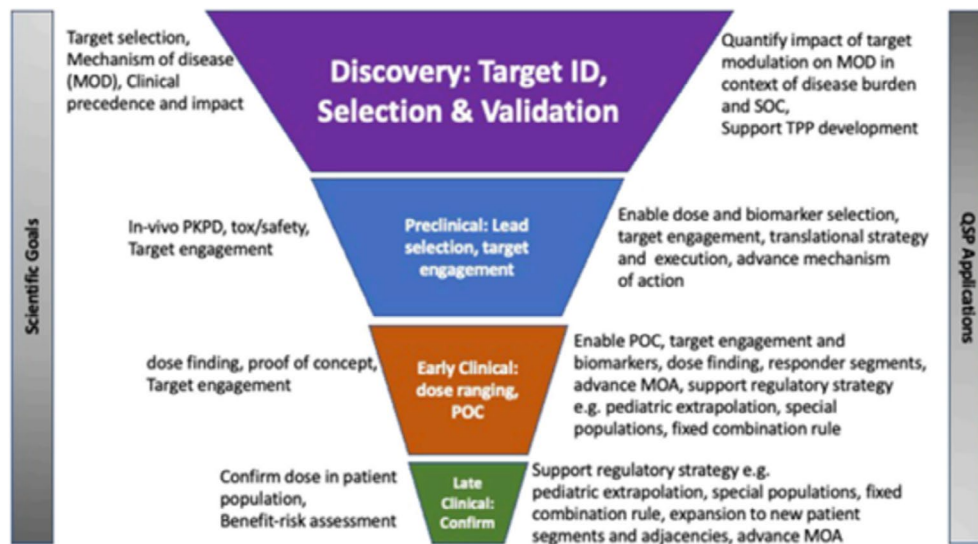 Scientific Goals
Target selection,
Mechanism of disease
(MOD), Clinical
precedence and impact
Discovery: Target ID,
Selection & Validation
Quantify impact of target
modulation on MOD in
context of disease burden
and SOC,
Support TPP development
In-vivo PKPD, tox/safety,
Target engagement
Preclinical: Lead
selection, target
engagement
Enable dose and biomarker selection,
target engagement, translational strategy
and execution, advance mechanism
of action
dose finding, proof of concept,
Target engagement
Early Clinical:
dose ranging,
POC
Enable POC, target engagement and
biomarkers, dose finding, responder segments,
advance MOA, support regulatory strategy
e.g. pediatric extrapolation, special
populations, fixed combination rule
Confirm dose in patient
population,
Benefit-risk assessment
Late
Clinical:
Confirm
Support regulatory strategy e.g.
pediatric extrapolation, special populations, fixed
combination rule, expansion to new patient
segments and adjacencies, advance MOA
QSP Applications